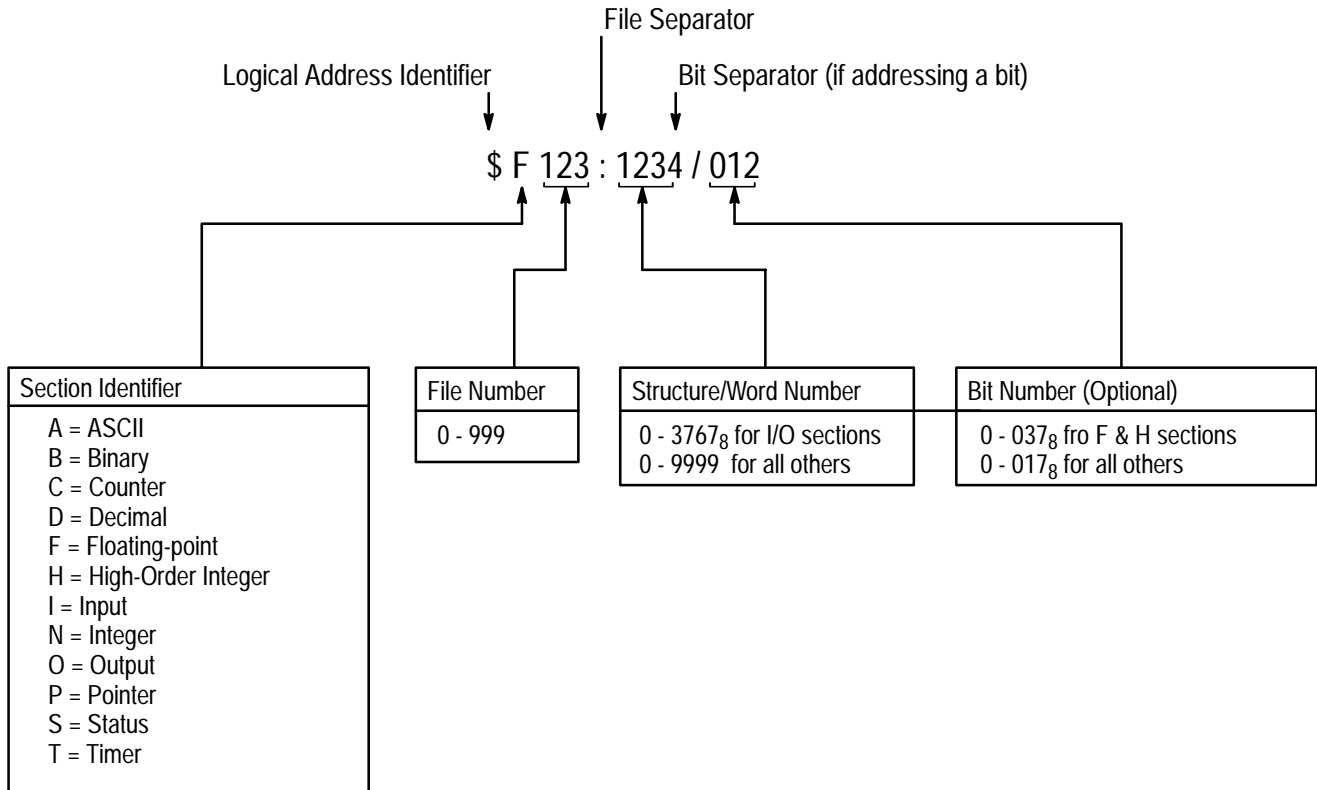 File Separator
Logical Address Identifier
Bit Separator (if addressing a bit)
$ F 123 : 1234 / 012
Section Identifier
A = ASCII
B = Binary
C = Counter
D = Decimal
F = Floating-point
H = High-Order Integer
I = Input
N = Integer
O = Output
P = Pointer
S = Status
T = Timer
File Number
0 - 999
Structure/Word Number
0 - 3767₈ for I/O sections
0 - 9999 for all others
Bit Number (Optional)
0 - 037₈ fro F & H sections
0 - 017₈ for all others